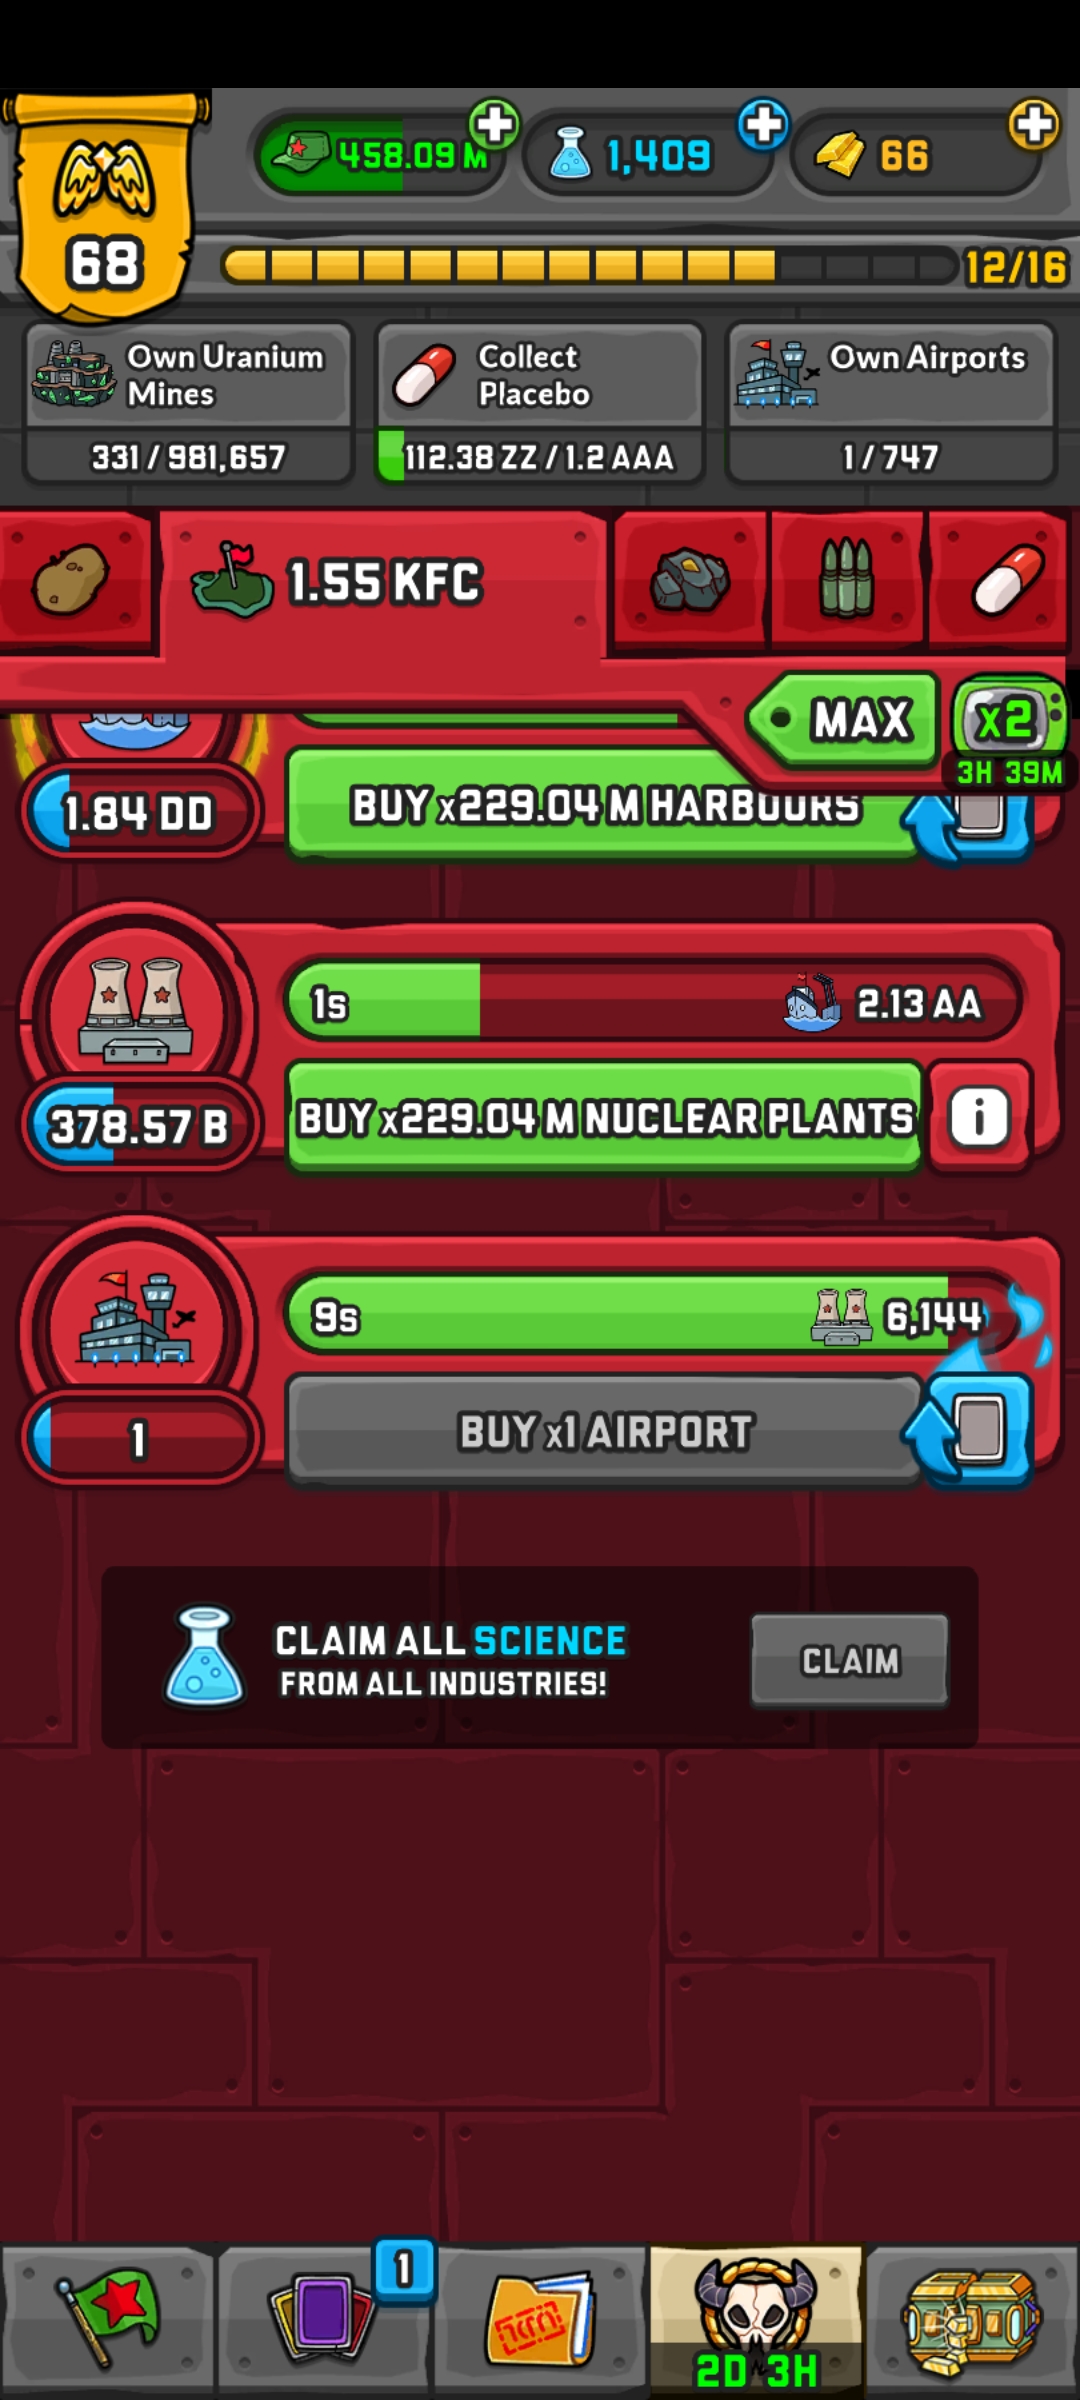 458.09 M
1,409
66
68
12/16
Own Uranium
Mines
331 / 981,657
Collect
Placebo
112.38 ZZ / 1.2 AAA
Own Airports
1 / 747
1.55 KFC
MAX
x2
3H 39M
1.84 DD
BUY x229.04 M HARBOURS
1s
2.13 AA
378.57 B
BUY x229.04 M NUCLEAR PLANTS
i
9s
6,144
1
BUY x1 AIRPORT
CLAIM ALL SCIENCE
FROM ALL INDUSTRIES!
CLAIM
1
2D 3H